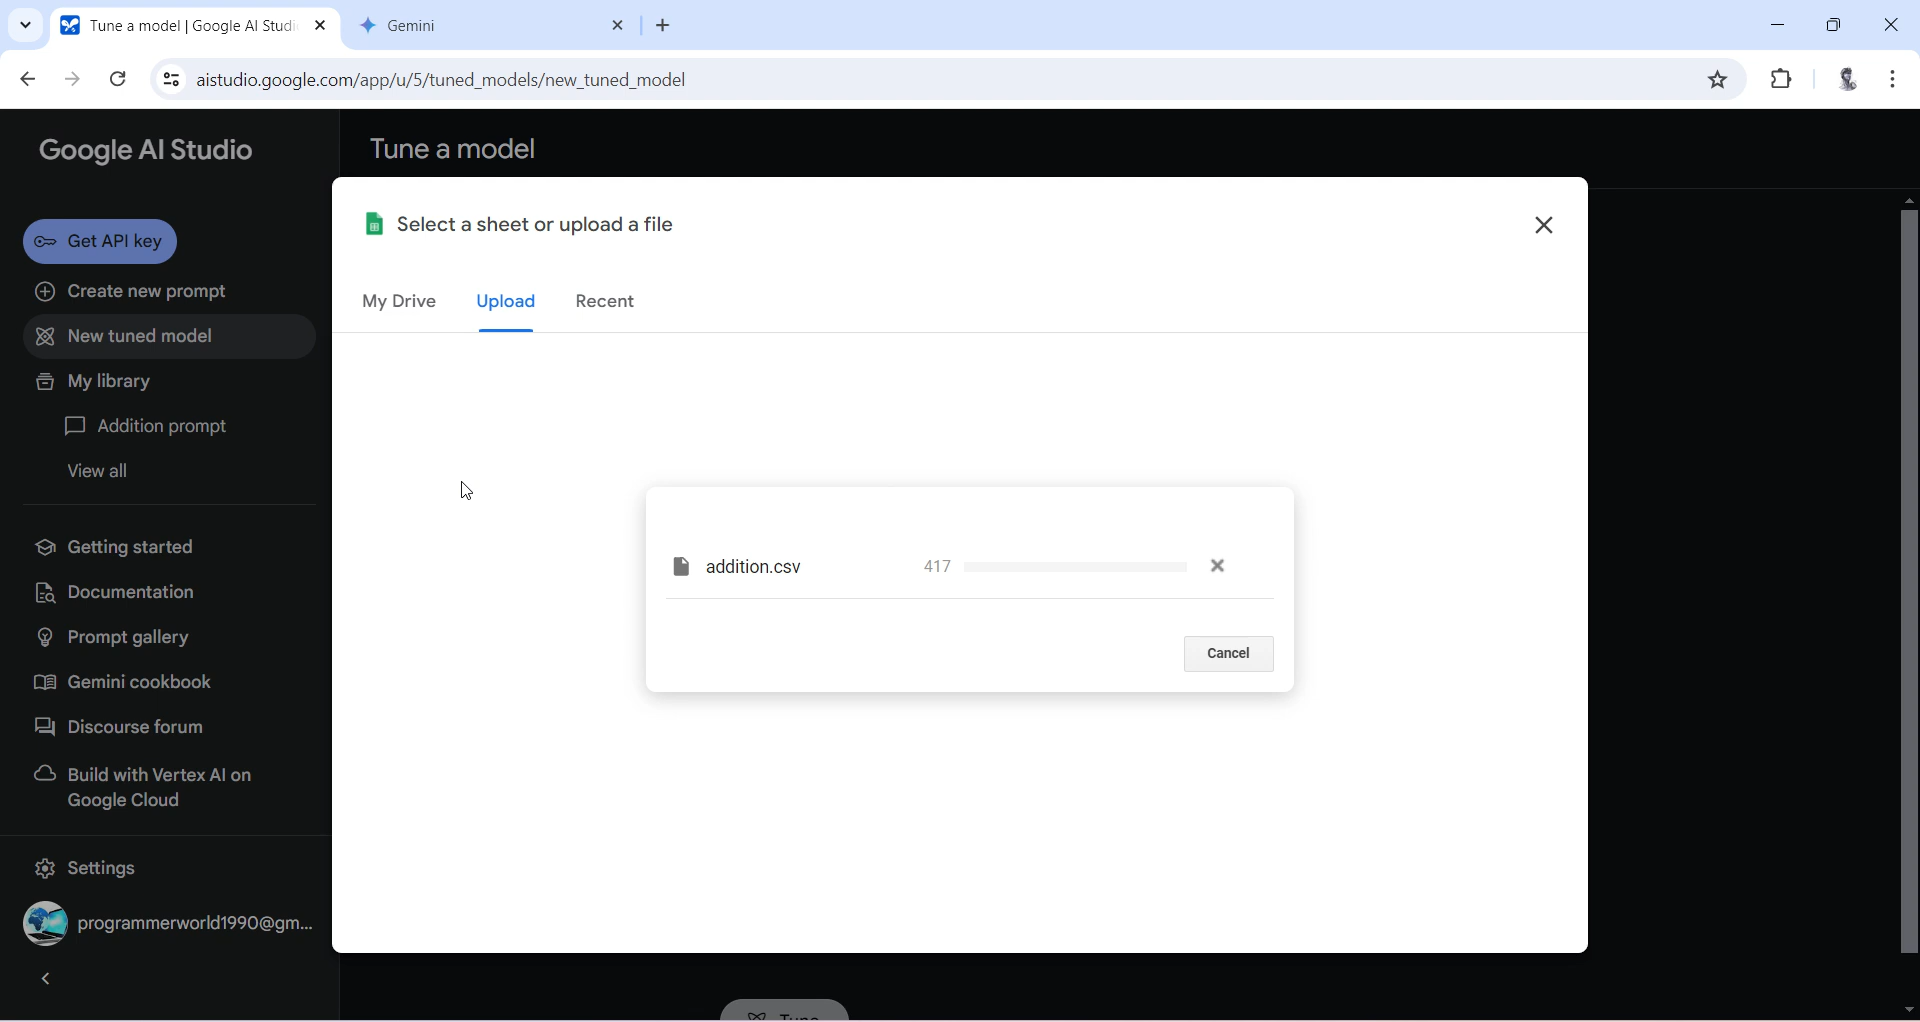 Tune a model | Google AI Studi
Gemini
aistudio.google.com/app/u/5/tuned_models/new_tuned_model
Google AI Studio
Tune a model
Get API key
Create new prompt
New tuned model
My library
Addition prompt
View all
Getting started
Documentation
Prompt gallery
Gemini cookbook
Discourse forum
Build with Vertex AI on
Google Cloud
Settings
programmerworld1990@gm...
Select a sheet or upload a file
My Drive
Upload
Recent
addition.csv
417
Cancel
Tune